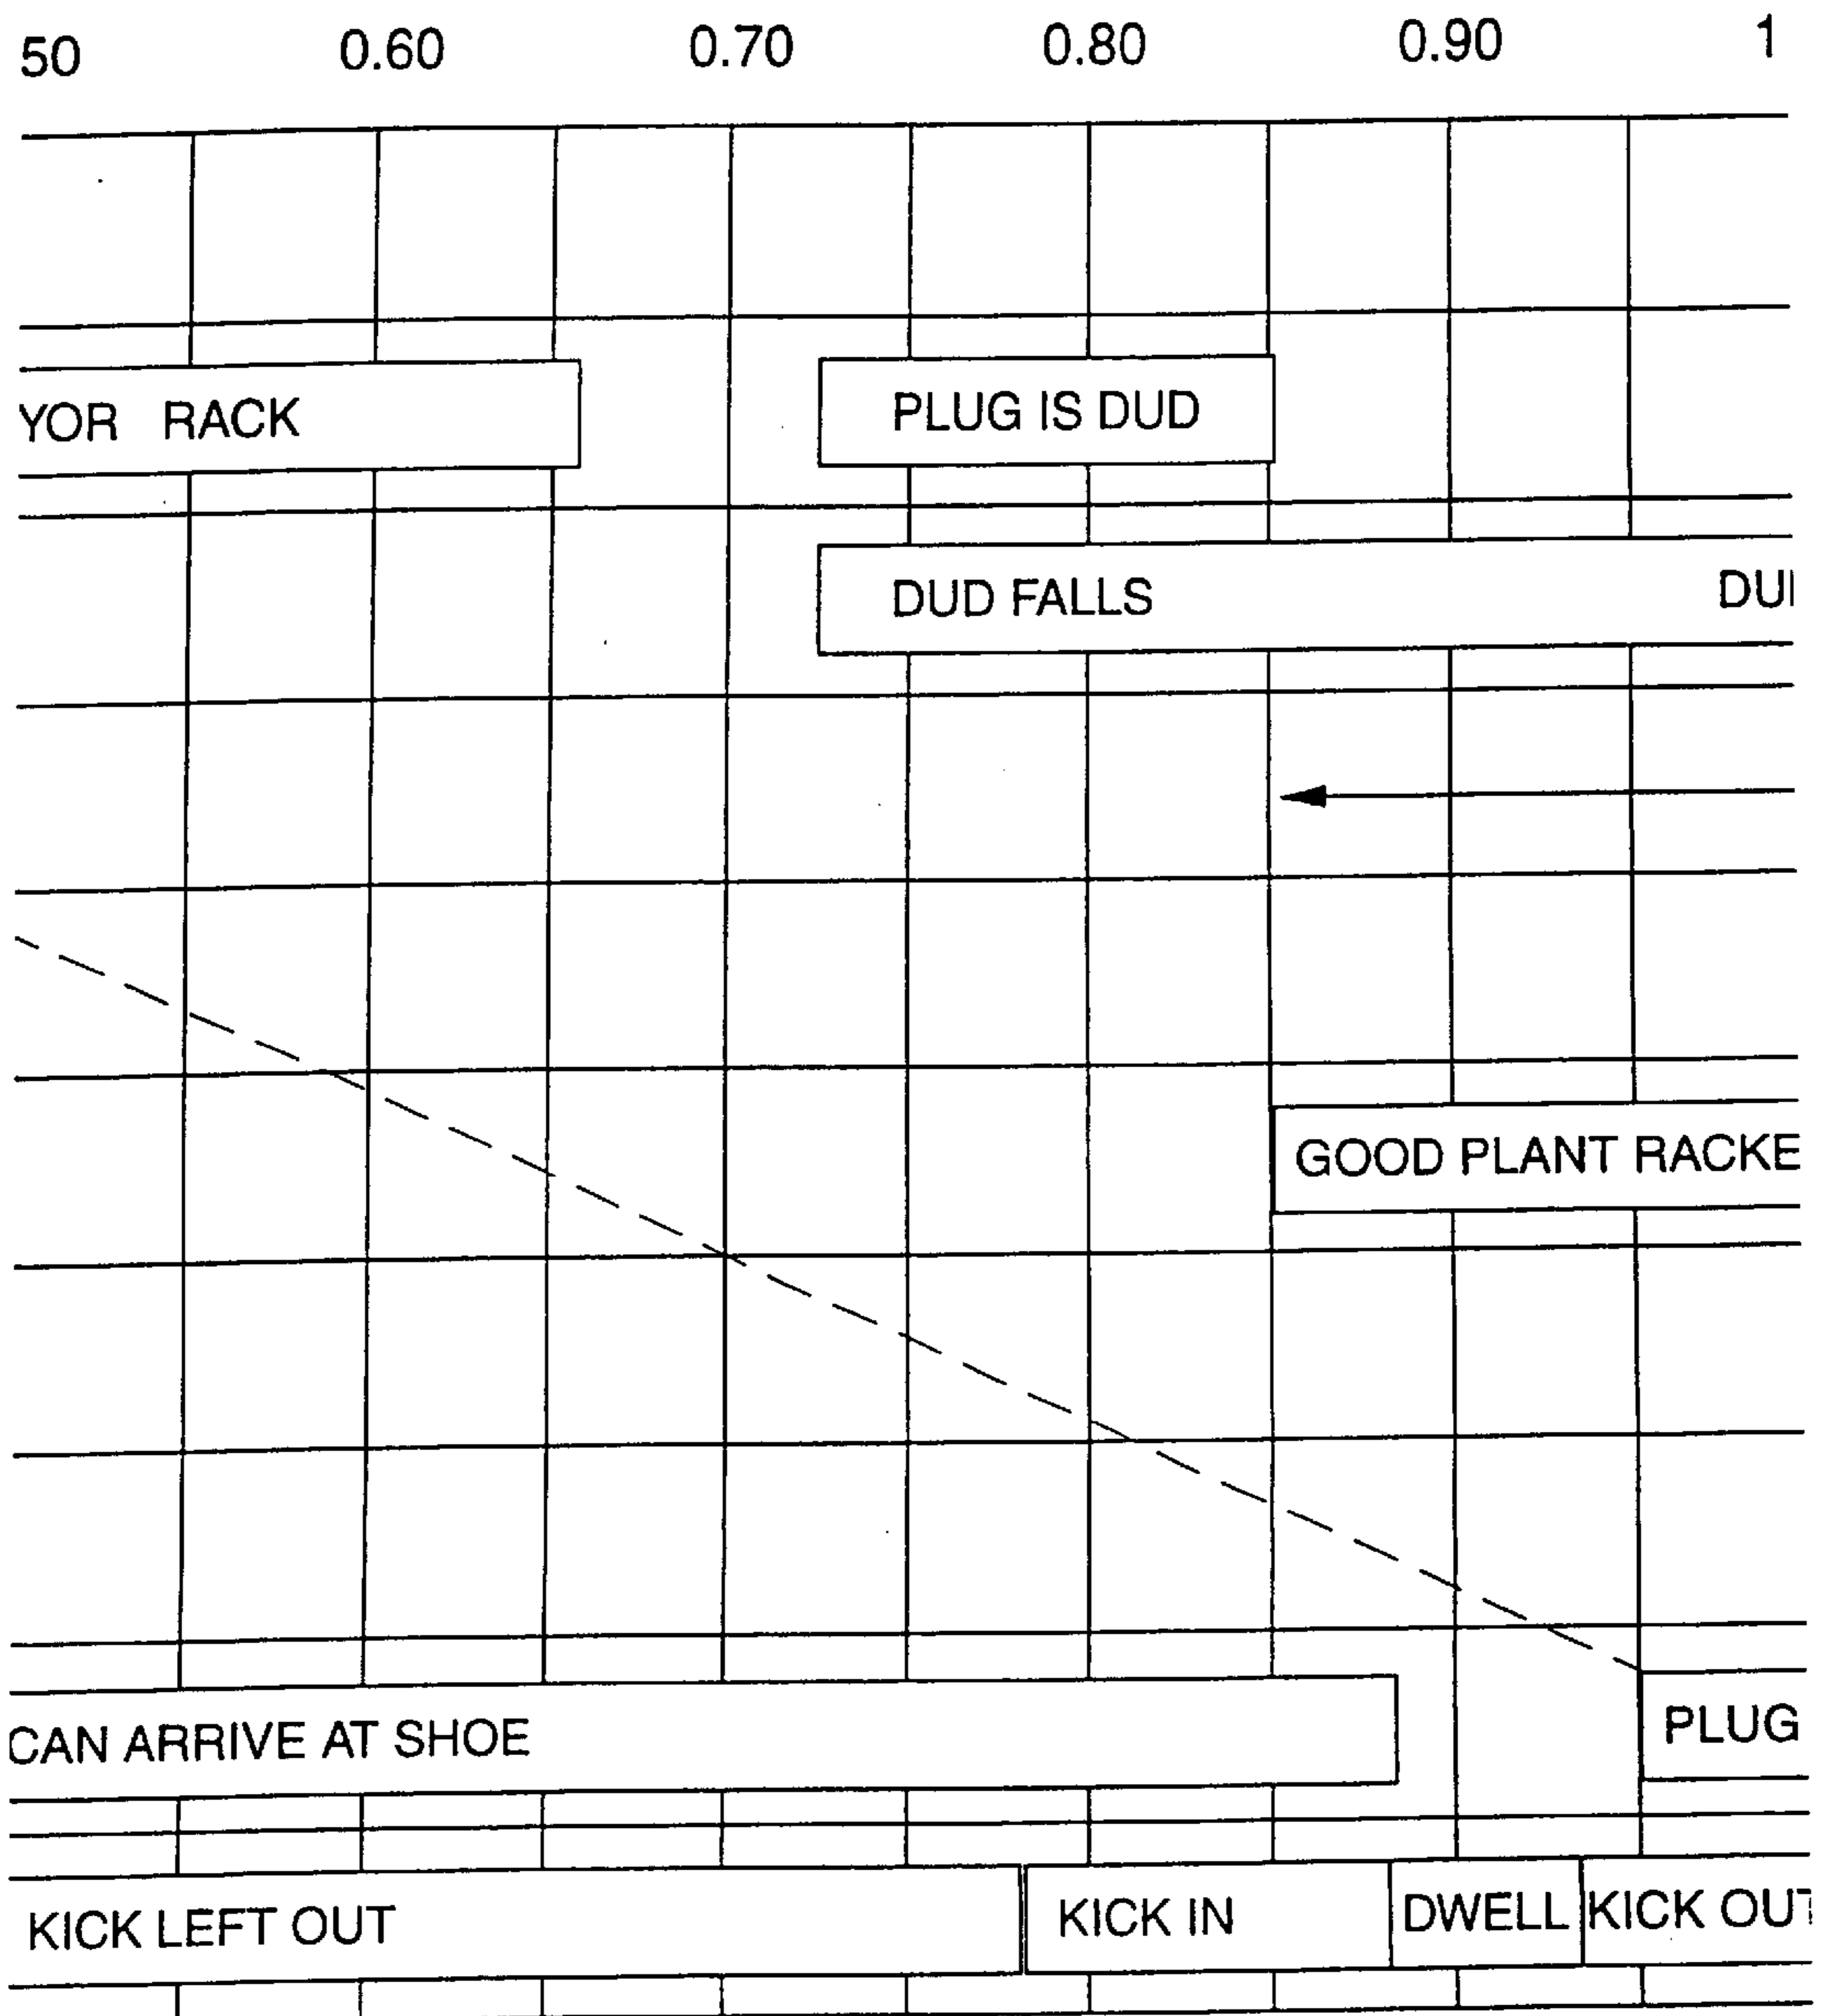 50 0.60 0.70 0.80 0.90 1
YOR RACK PLUG IS DUD
DUD FALLS
GOOD PLANT RACKE
CAN ARRIVE AT SHOE PLUG
KICK LEFT OUT KICK IN DWELL KICK OUT